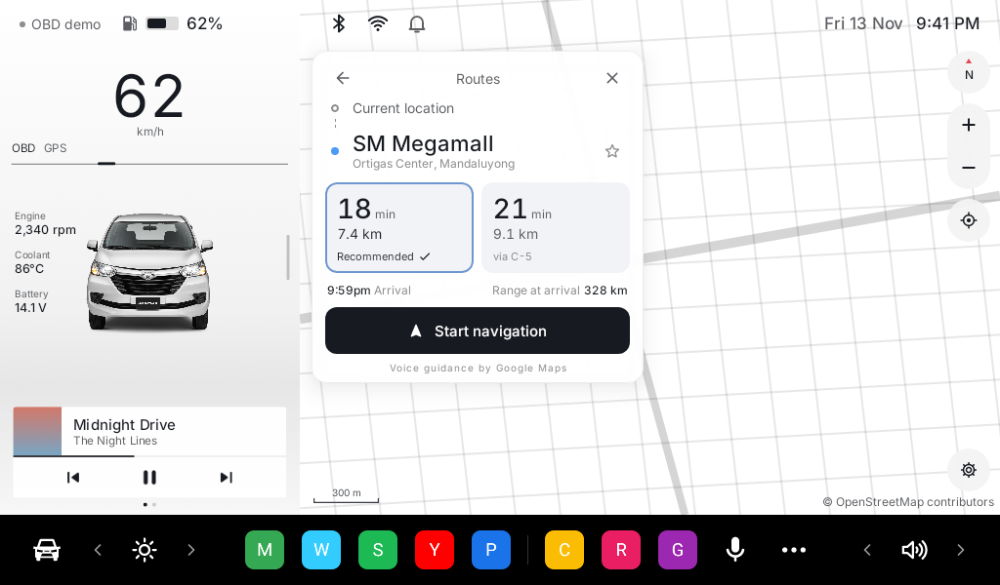 OBD demo
62%
Fri 13 Nov 9:41 PM
62
km/h
OBD GPS
Engine
2,340 rpm
Coolant
86°C
Battery
14.1 V
Midnight Drive
The Night Lines
Routes
Current location
SM Megamall
Ortigas Center, Mandaluyong
18 min
7.4 km
Recommended
21 min
9.1 km
via C-5
9:59pm Arrival
Range at arrival 328 km
Start navigation
Voice guidance by Google Maps
N
+
−
300 m
© OpenStreetMap contributors
M W S Y P C R G